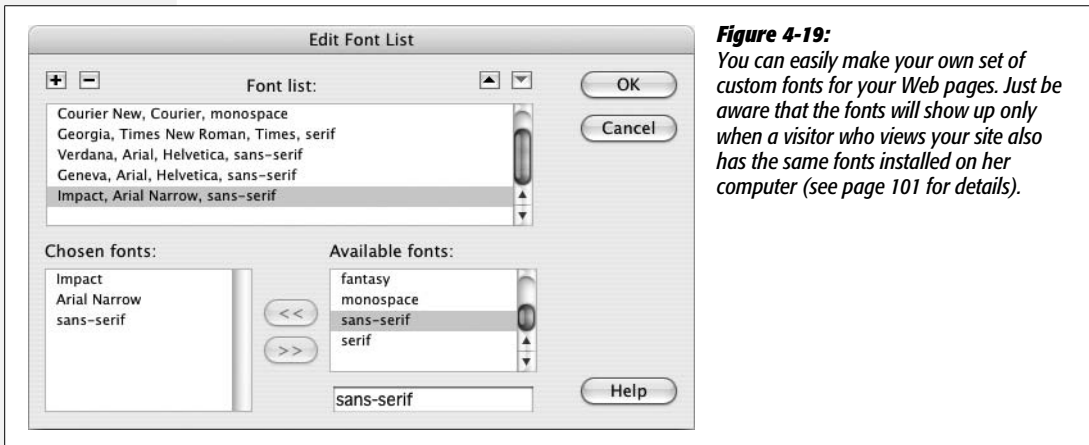 Edit Font List
+ −
Font list:
Courier New, Courier, monospace
Georgia, Times New Roman, Times, serif
Verdana, Arial, Helvetica, sans-serif
Geneva, Arial, Helvetica, sans-serif
Impact, Arial Narrow, sans-serif
OK
Cancel
Chosen fonts:
Impact
Arial Narrow
sans-serif
<<
>>
Available fonts:
fantasy
monospace
sans-serif
serif
sans-serif
Help
Figure 4-19:
You can easily make your own set of
custom fonts for your Web pages. Just be
aware that the fonts will show up only
when a visitor who views your site also
has the same fonts installed on her
computer (see page 101 for details).